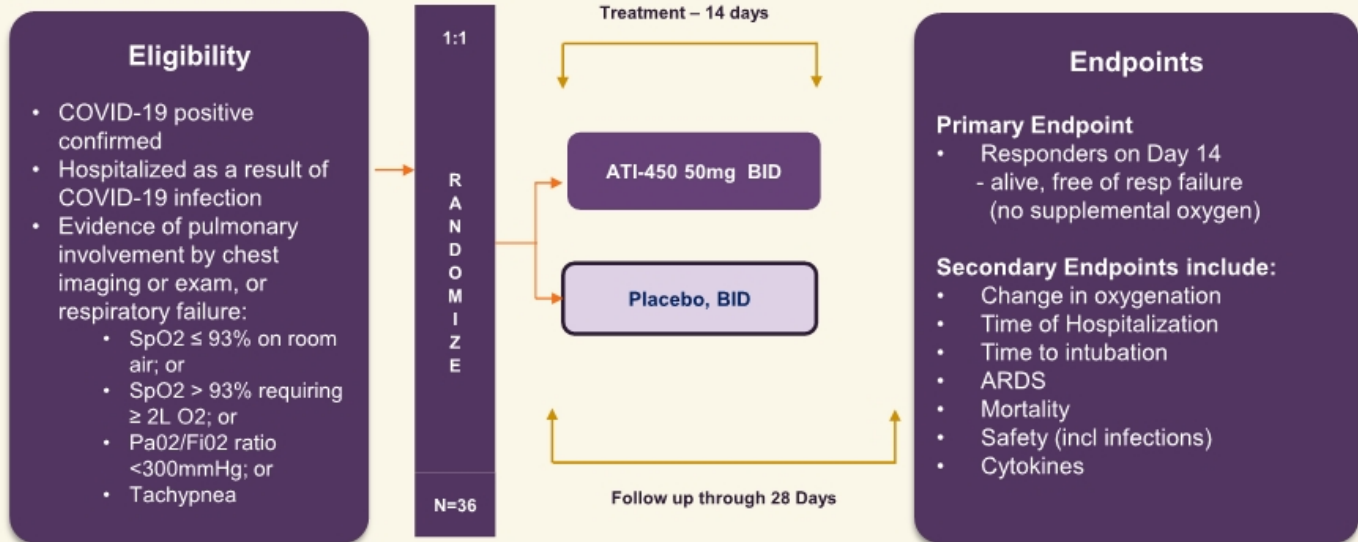 Eligibility
• COVID-19 positive
confirmed
• Hospitalized as a result of
COVID-19 infection
• Evidence of pulmonary
involvement by chest
imaging or exam, or
respiratory failure:
• SpO2 ≤ 93% on room
air; or
• SpO2 > 93% requiring
≥ 2L O2; or
• Pa02/Fi02 ratio
<300mmHg; or
• Tachypnea
1:1
RANDOMIZE
N=36
Treatment – 14 days
ATI-450 50mg BID
Placebo, BID
Follow up through 28 Days
Endpoints
Primary Endpoint
• Responders on Day 14
- alive, free of resp failure
(no supplemental oxygen)
Secondary Endpoints include:
• Change in oxygenation
• Time of Hospitalization
• Time to intubation
• ARDS
• Mortality
• Safety (incl infections)
• Cytokines